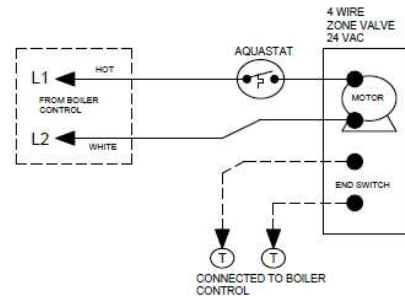 4 WIRE
ZONE VALVE
24 VAC
AQUASTAT
L1
HOT
MOTOR
FROM BOILER
CONTROL
L2
WHITE
END SWITCH
T
T
CONNECTED TO BOILER
CONTROL